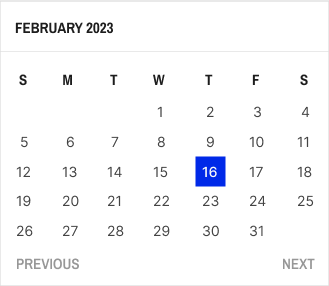 FEBRUARY 2023
S M T W T F S
1 2 3 4
5 6 7 8 9 10 11
12 13 14 15 16 17 18
19 20 21 22 23 24 25
26 27 28 29 30 31
PREVIOUS NEXT